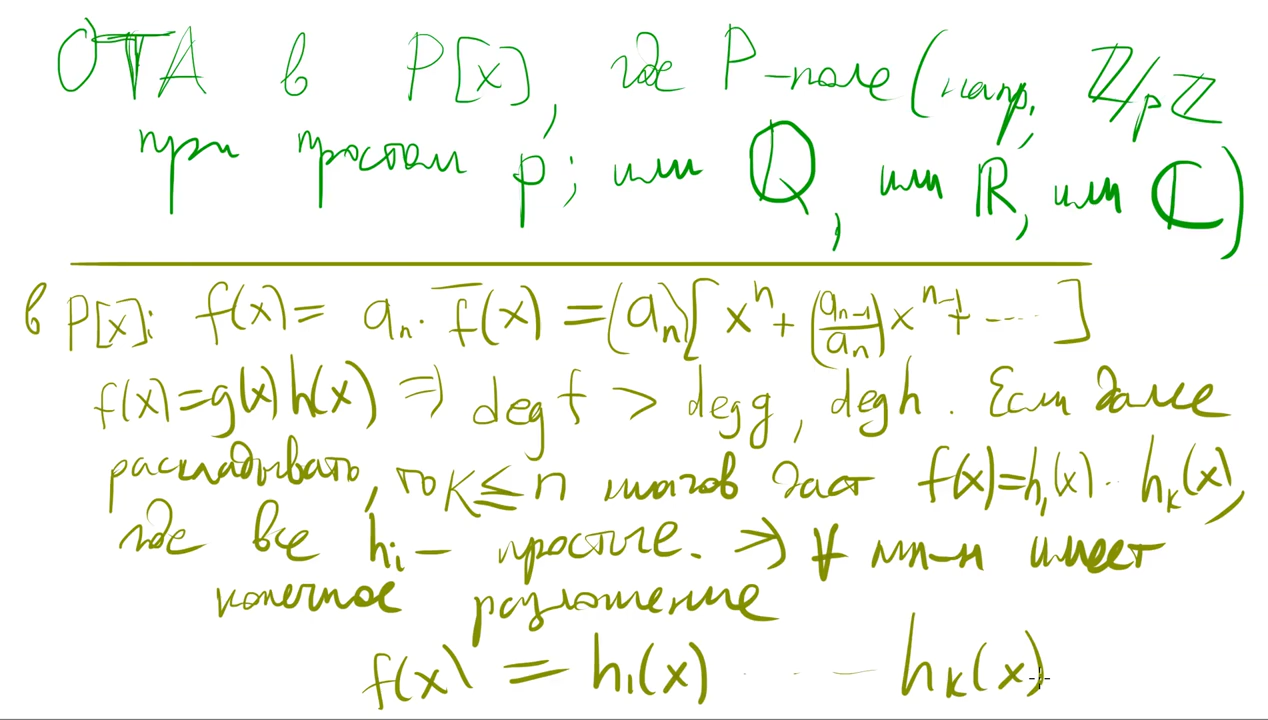 ОТА в P[x], где P-поле (напр, ℤ/pℤ
при простом p; или ℚ, или ℝ, или ℂ)
в P[x]: f(x) = aₙ · f̅(x) = (aₙ)[xⁿ + (aₙ₋₁/aₙ)xⁿ⁻¹ + ....]
f(x) = g(x)h(x) ⇒ deg f > deg g, deg h. Если далее
раскладывать, то k ≤ n шагов даст f(x) = h₁(x) .. hₖ(x),
где все hᵢ – простые. ⇒ ∀ мн-н имеет
конечное разложение
f(x) = h₁(x) ..... hₖ(x)